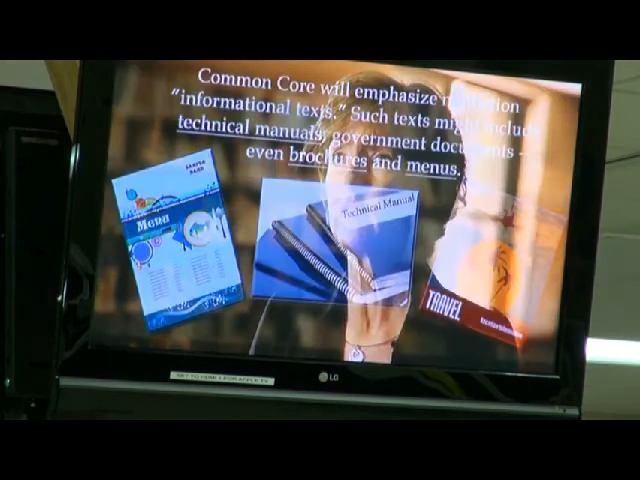 Common Core will emphasize
"informational texts." Such texts might include
technical manuals, government documents –
even brochures and menus.
SAMPLE
MENU
Technical Manual
TRAVEL
LG